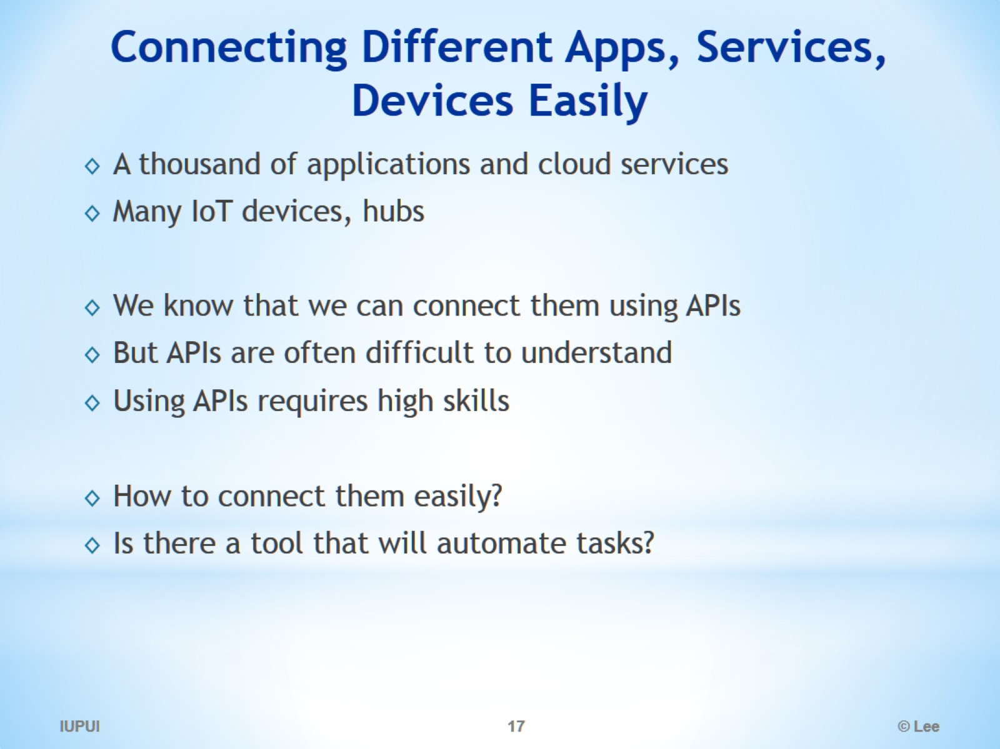 Connecting Different Apps, Services,
Devices Easily
◇ A thousand of applications and cloud services
◇ Many IoT devices, hubs
◇ We know that we can connect them using APIs
◇ But APIs are often difficult to understand
◇ Using APIs requires high skills
◇ How to connect them easily?
◇ Is there a tool that will automate tasks?
IUPUI 17 © Lee